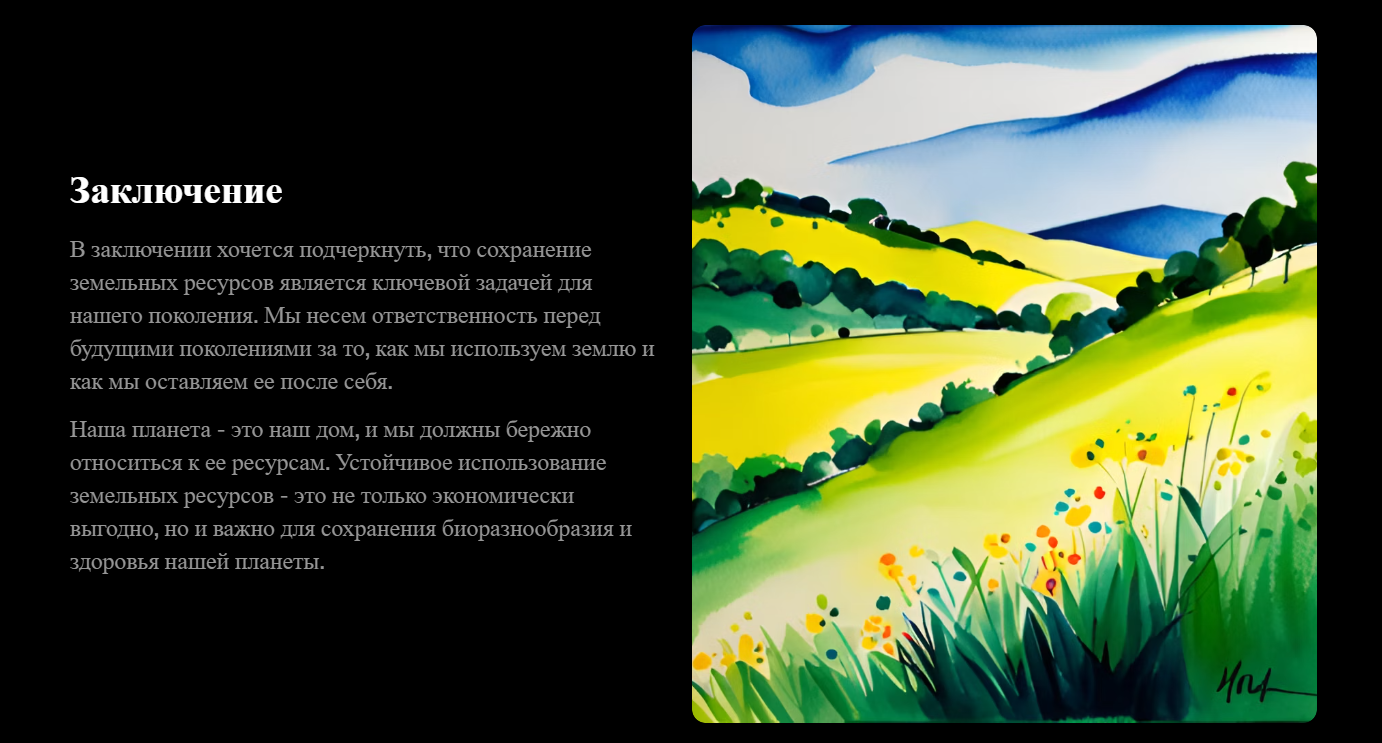 Заключение
В заключении хочется подчеркнуть, что сохранение
земельных ресурсов является ключевой задачей для
нашего поколения. Мы несем ответственность перед
будущими поколениями за то, как мы используем землю и
как мы оставляем ее после себя.
Наша планета - это наш дом, и мы должны бережно
относиться к ее ресурсам. Устойчивое использование
земельных ресурсов - это не только экономически
выгодно, но и важно для сохранения биоразнообразия и
здоровья нашей планеты.